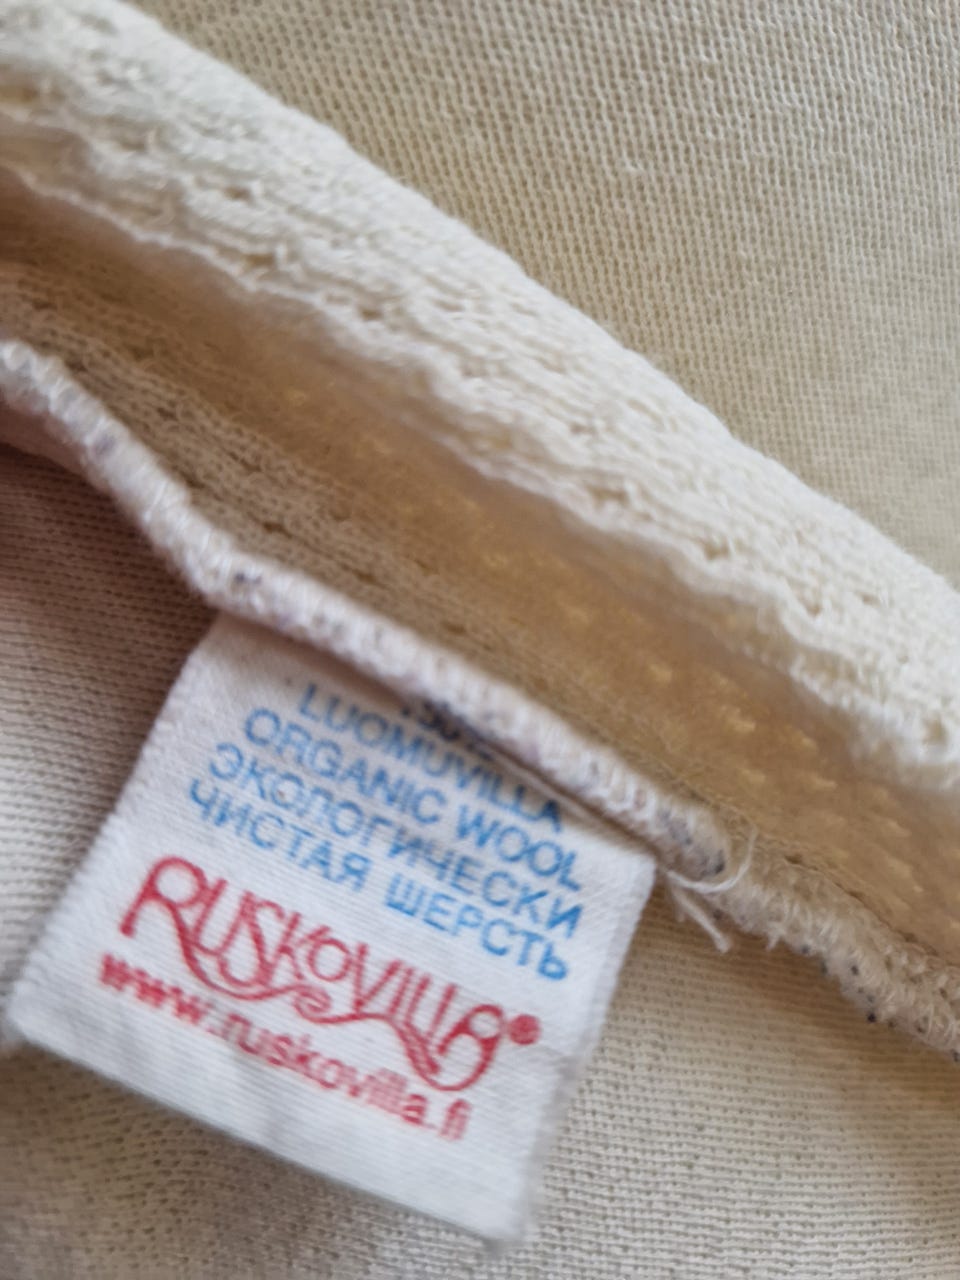 LUOMUVILLA
ORGANIC WOOL
ЭКОЛОГИЧЕСКИ
ЧИСТАЯ ШЕРСТЬ
RUSKOVILLA®
www.ruskovilla.fi